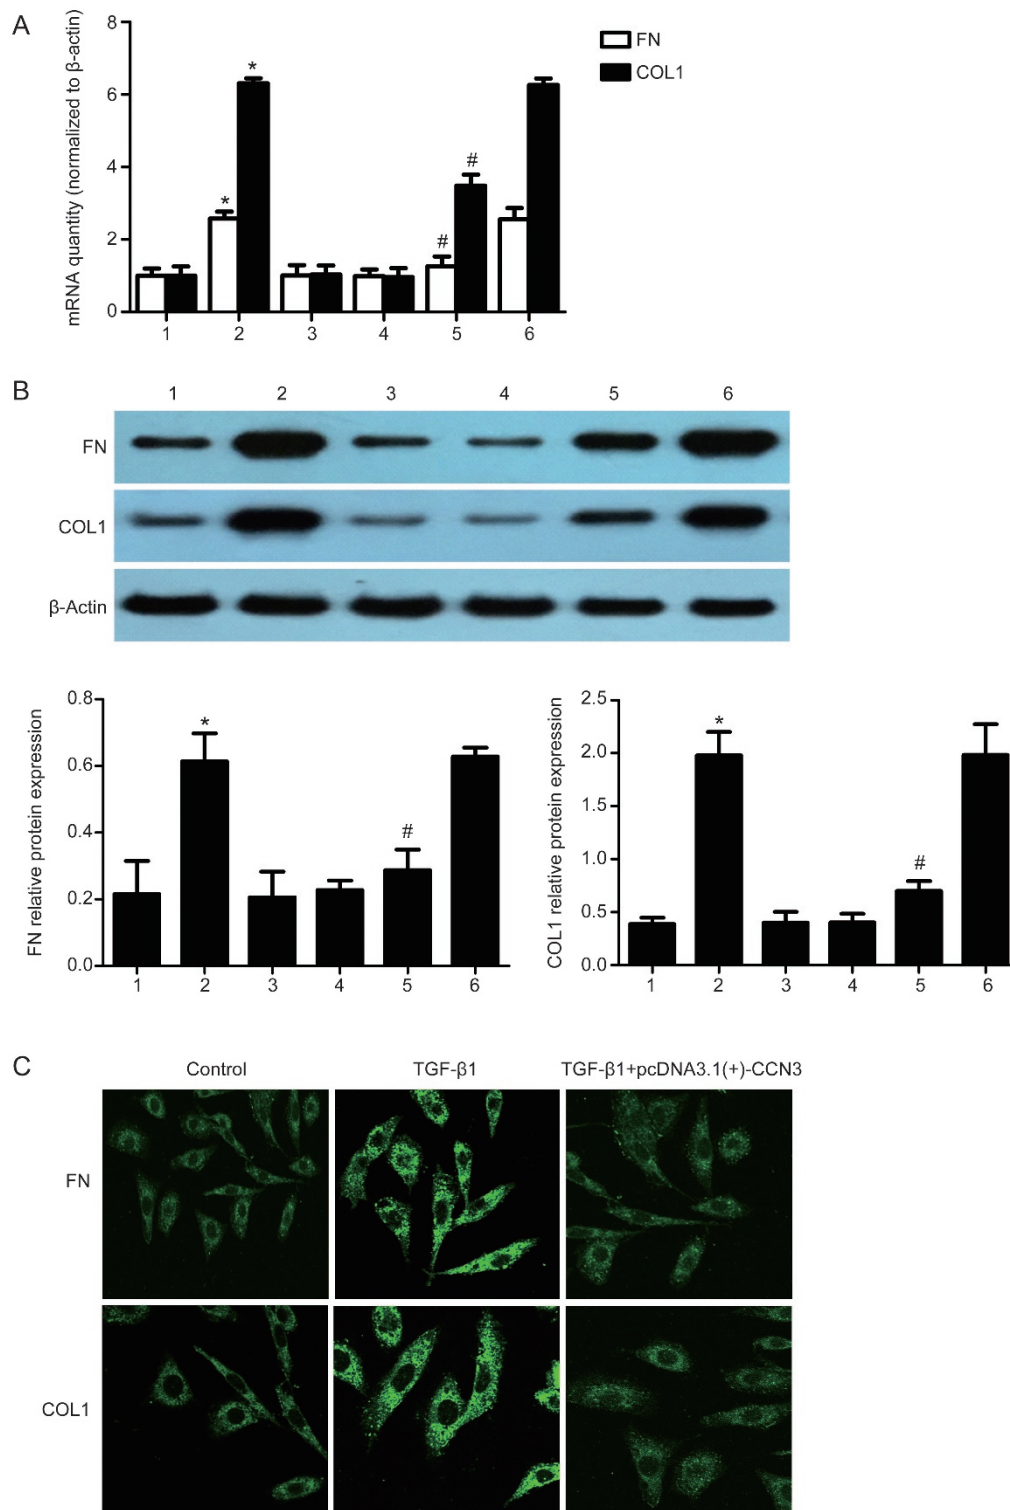 A
mRNA quantity (normalized to β-actin)
8
6
4
2
0
*
*
#
#
FN
COL1
1 2 3 4 5 6
B
1 2 3 4 5 6
FN
COL1
β-Actin
FN relative protein expression
0.8
0.6
0.4
0.2
0.0
*
#
1 2 3 4 5 6
COL1 relative protein expression
2.5
2.0
1.5
1.0
0.5
0.0
*
#
1 2 3 4 5 6
C
Control TGF-β1 TGF-β1+pcDNA3.1(+)-CCN3
FN
COL1